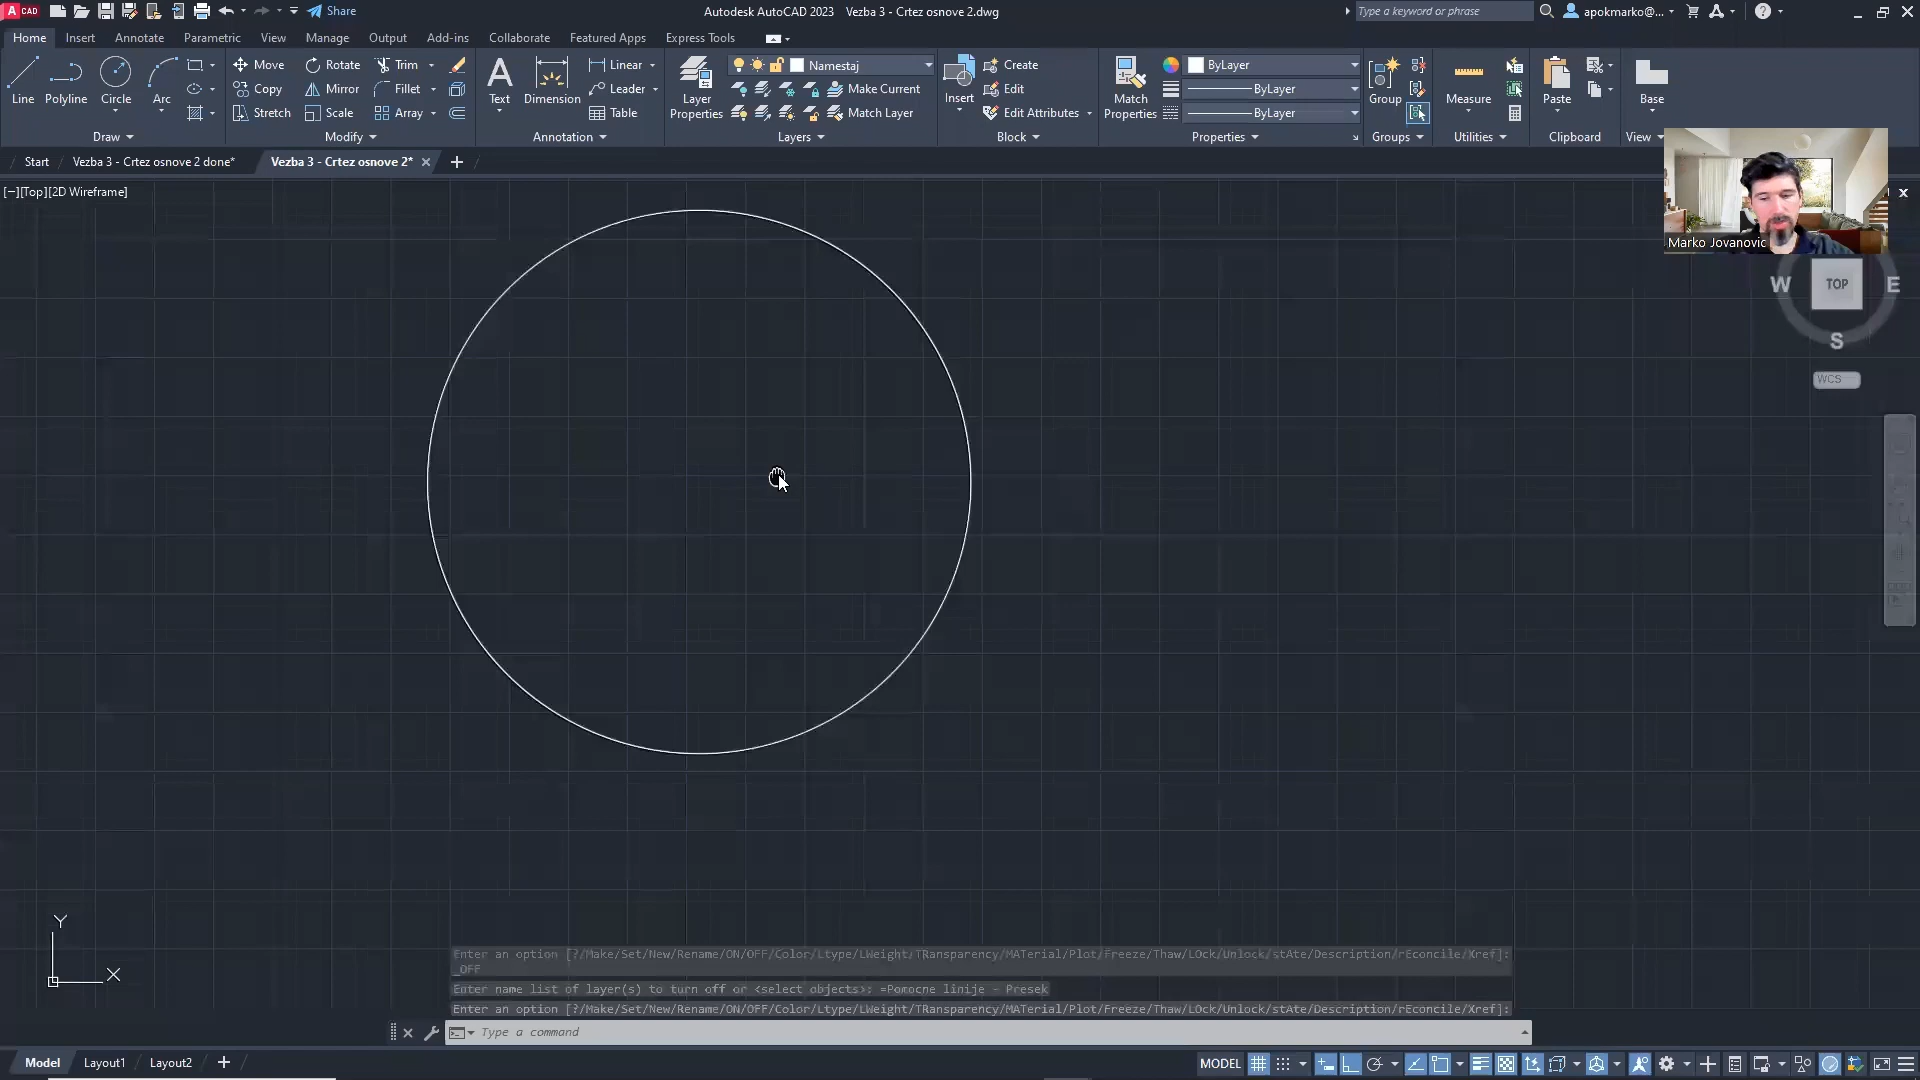 CAD
Share
Autodesk AutoCAD 2023 Vezba 3 - Crtez osnove 2.dwg
Type a keyword or phrase
apokmarko@...
Home Insert Annotate Parametric View Manage Output Add-ins Collaborate Featured Apps Express Tools
Line Polyline Circle Arc
Move Rotate Trim
Copy Mirror Fillet
Stretch Scale Array
Text Dimension
Linear
Leader
Table
Layer Properties
Namestaj
Make Current
Match Layer
Insert
Create
Edit
Edit Attributes
Match Properties
ByLayer
ByLayer
ByLayer
Group
Measure
Paste
Base
Draw Modify Annotation Layers Block Properties Groups Utilities Clipboard View
Start Vezba 3 - Crtez osnove 2 done* Vezba 3 - Crtez osnove 2*
[−][Top][2D Wireframe]
Marko Jovanovic
W TOP E
S
WCS
Y
X
Enter an option [?/Make/Set/New/Rename/ON/OFF/Color/Ltype/LWeight/TRansparency/MATerial/Plot/Freeze/Thaw/LOck/Unlock/stAte/Description/rEconcile/Xref]:
_OFF
Enter name list of layer(s) to turn off or <select objects>: =Pomocne linije - Presek
Enter an option [?/Make/Set/New/Rename/ON/OFF/Color/Ltype/LWeight/TRansparency/MATerial/Plot/Freeze/Thaw/LOck/Unlock/stAte/Description/rEconcile/Xref]:
Type a command
Model Layout1 Layout2
MODEL